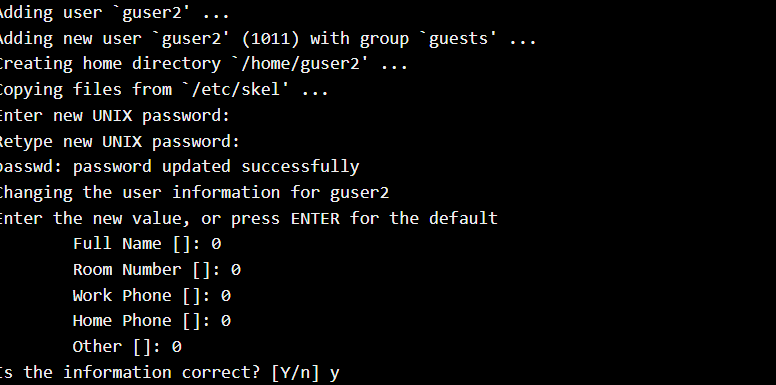 Adding user `guser2' ...
Adding new user `guser2' (1011) with group `guests' ...
Creating home directory `/home/guser2' ...
Copying files from `/etc/skel' ...
Enter new UNIX password:
Retype new UNIX password:
passwd: password updated successfully
Changing the user information for guser2
Enter the new value, or press ENTER for the default
Full Name []: 0
Room Number []: 0
Work Phone []: 0
Home Phone []: 0
Other []: 0
Is the information correct? [Y/n] y